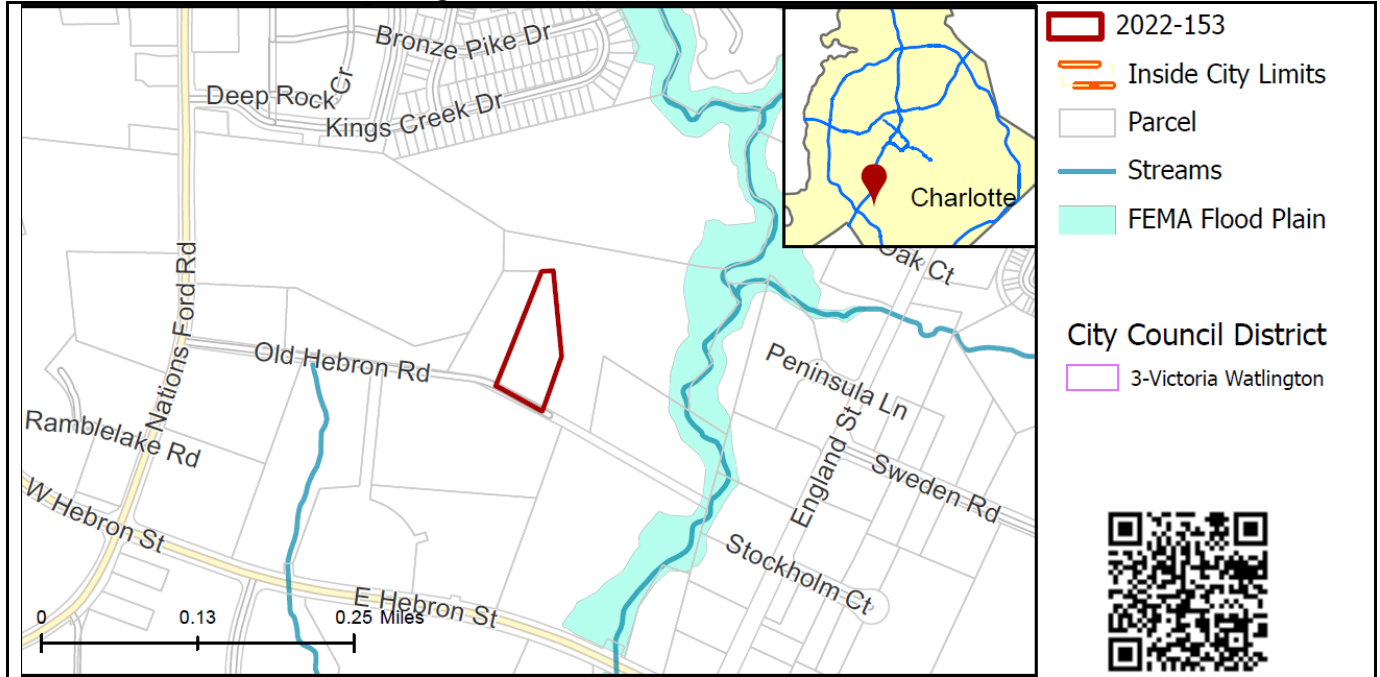 Bronze Pike Dr
Deep Rock Cr
Kings Creek Dr
Nations Ford Rd
Old Hebron Rd
Ramblelake Rd
W Hebron St
E Hebron St
Oak Ct
Peninsula Ln
England St
Sweden Rd
Stockholm Ct
0
0.13
0.25 Miles
Charlotte
2022-153
Inside City Limits
Parcel
Streams
FEMA Flood Plain
City Council District
3-Victoria Watlington